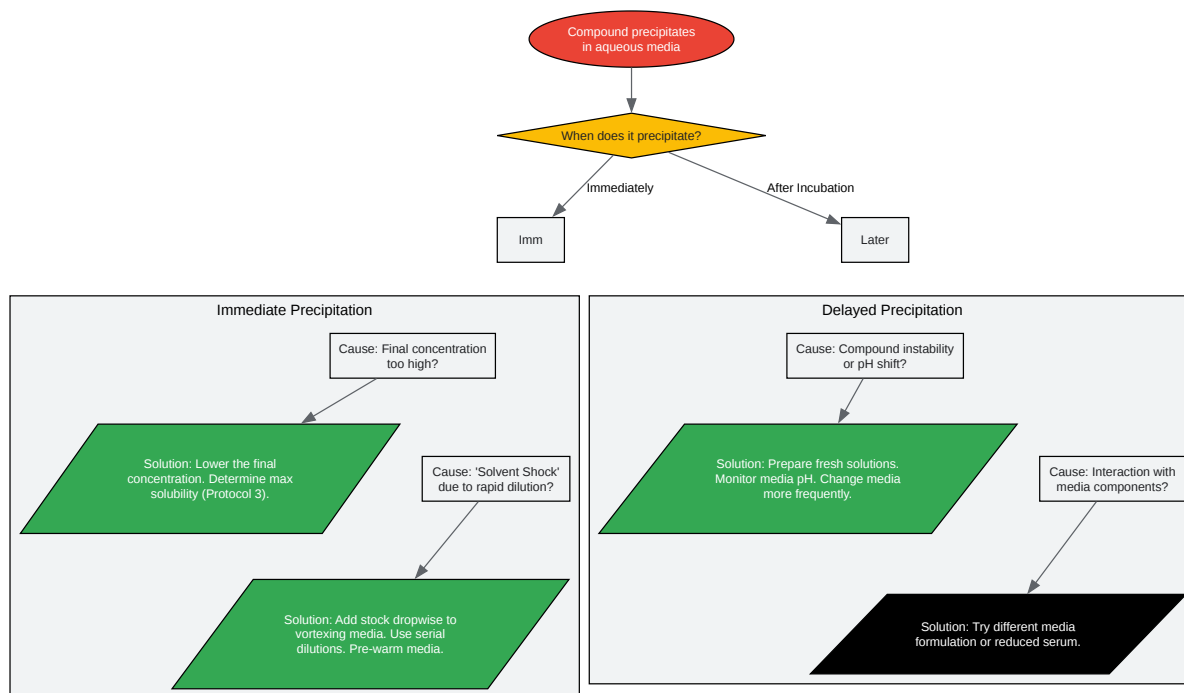 Compound precipitates
in aqueous media
When does it precipitate?
Immediately
After Incubation
Imm
Later
Immediate Precipitation
Cause: Final concentration
too high?
Solution: Lower the final
concentration. Determine max
solubility (Protocol 3).
Cause: 'Solvent Shock'
due to rapid dilution?
Solution: Add stock dropwise to
vortexing media. Use serial
dilutions. Pre-warm media.
Delayed Precipitation
Cause: Compound instability
or pH shift?
Solution: Prepare fresh solutions.
Monitor media pH. Change media
more frequently.
Cause: Interaction with
media components?
Solution: Try different media
formulation or reduced serum.